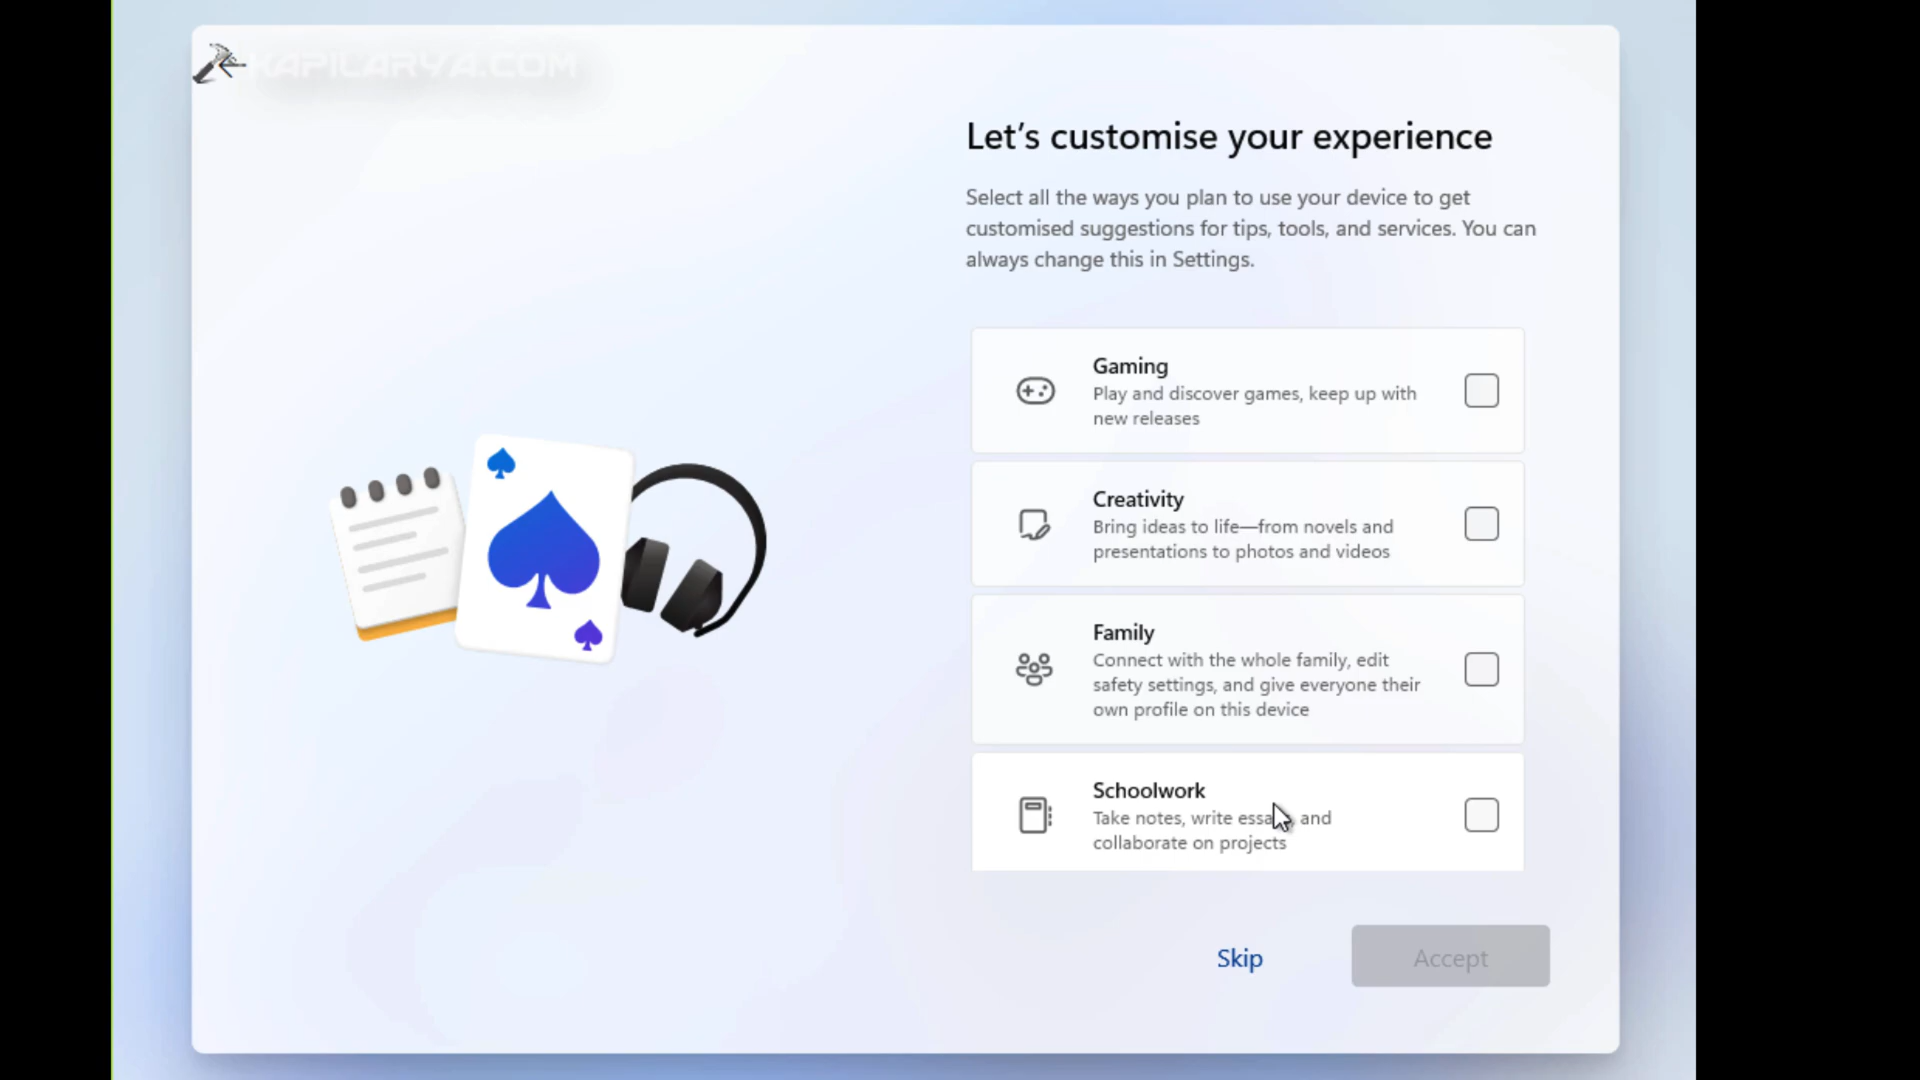 KAPILARYA.COM
Let's customise your experience
Select all the ways you plan to use your device to get
customised suggestions for tips, tools, and services. You can
always change this in Settings.
Gaming
Play and discover games, keep up with
new releases
Creativity
Bring ideas to life—from novels and
presentations to photos and videos
Family
Connect with the whole family, edit
safety settings, and give everyone their
own profile on this device
Schoolwork
Take notes, write essa and
collaborate on projects
Skip
Accept